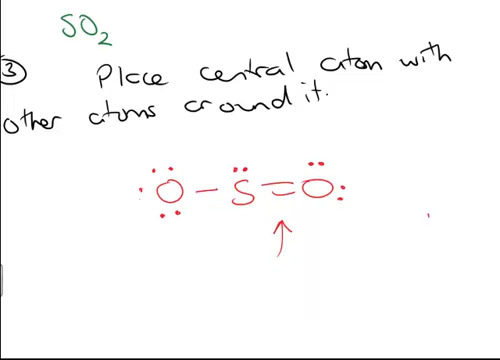 SO2
③ Place central atom with
other atoms around it.
O - S = O